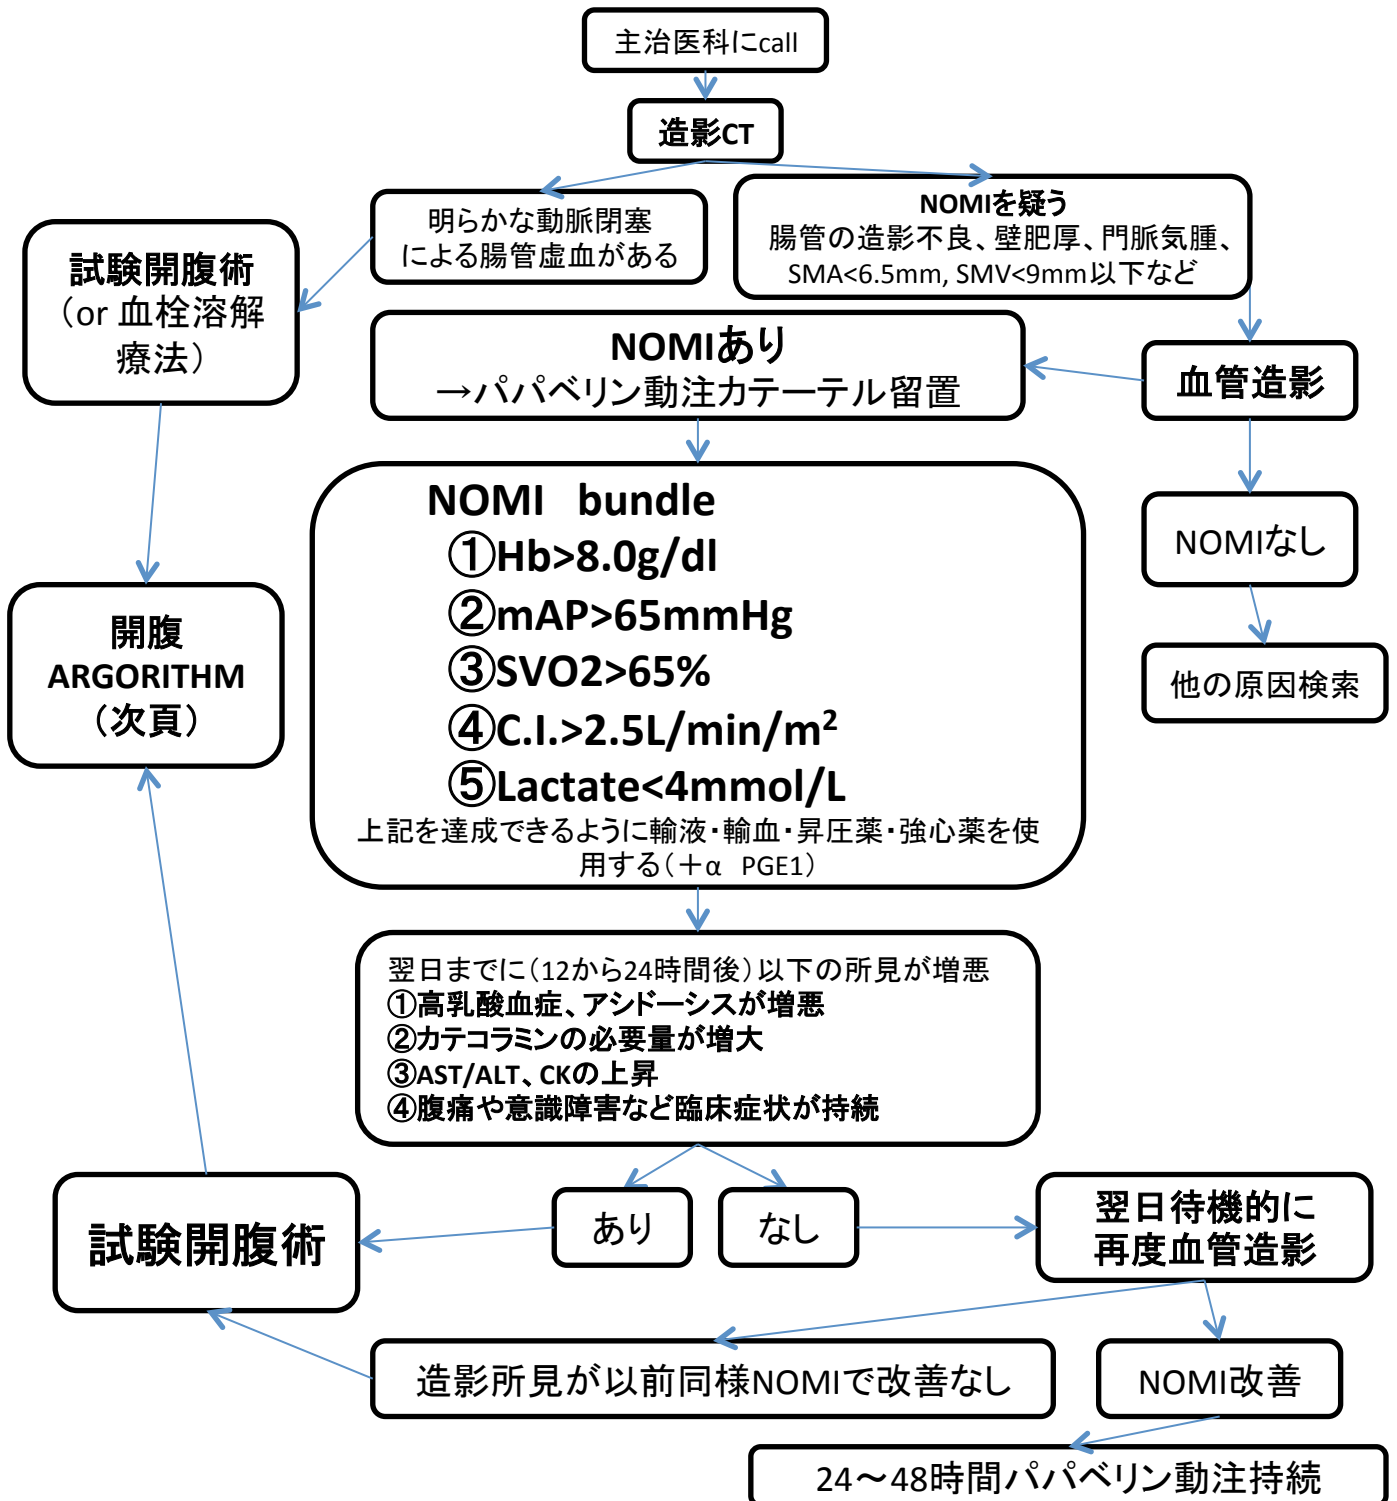 主治医科にcall
造影CT
明らかな動脈閉塞
による腸管虚血がある
NOMIを疑う
腸管の造影不良、壁肥厚、門脈気腫、
SMA<6.5mm, SMV<9mm以下など
試験開腹術
（or 血栓溶解
療法）
NOMIあり
→パパベリン動注カテーテル留置
血管造影
NOMI bundle
①Hb>8.0g/dl
②mAP>65mmHg
③SVO2>65%
④C.I.>2.5L/min/m²
⑤Lactate<4mmol/L
上記を達成できるように輸液・輸血・昇圧薬・強心薬を使
用する（＋α PGE1）
NOMIなし
他の原因検索
開腹
ARGORITHM
（次頁）
翌日までに（12から24時間後）以下の所見が増悪
①高乳酸血症、アシドーシスが増悪
②カテコラミンの必要量が増大
③AST/ALT、CKの上昇
④腹痛や意識障害など臨床症状が持続
試験開腹術
あり
なし
翌日待機的に
再度血管造影
造影所見が以前同様NOMIで改善なし
NOMI改善
24～48時間パパベリン動注持続